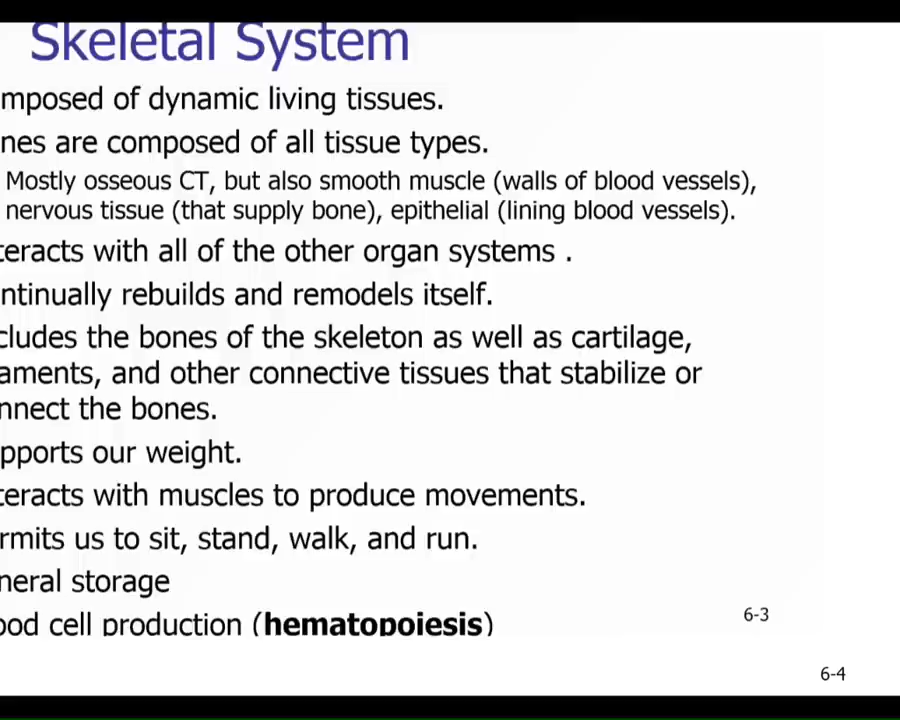 Skeletal System
mposed of dynamic living tissues.
nes are composed of all tissue types.
Mostly osseous CT, but also smooth muscle (walls of blood vessels),
nervous tissue (that supply bone), epithelial (lining blood vessels).
teracts with all of the other organ systems .
ntinually rebuilds and remodels itself.
cludes the bones of the skeleton as well as cartilage,
aments, and other connective tissues that stabilize or
nnect the bones.
pports our weight.
teracts with muscles to produce movements.
rmits us to sit, stand, walk, and run.
neral storage
ood cell production (hematopoiesis)
6-3
6-4